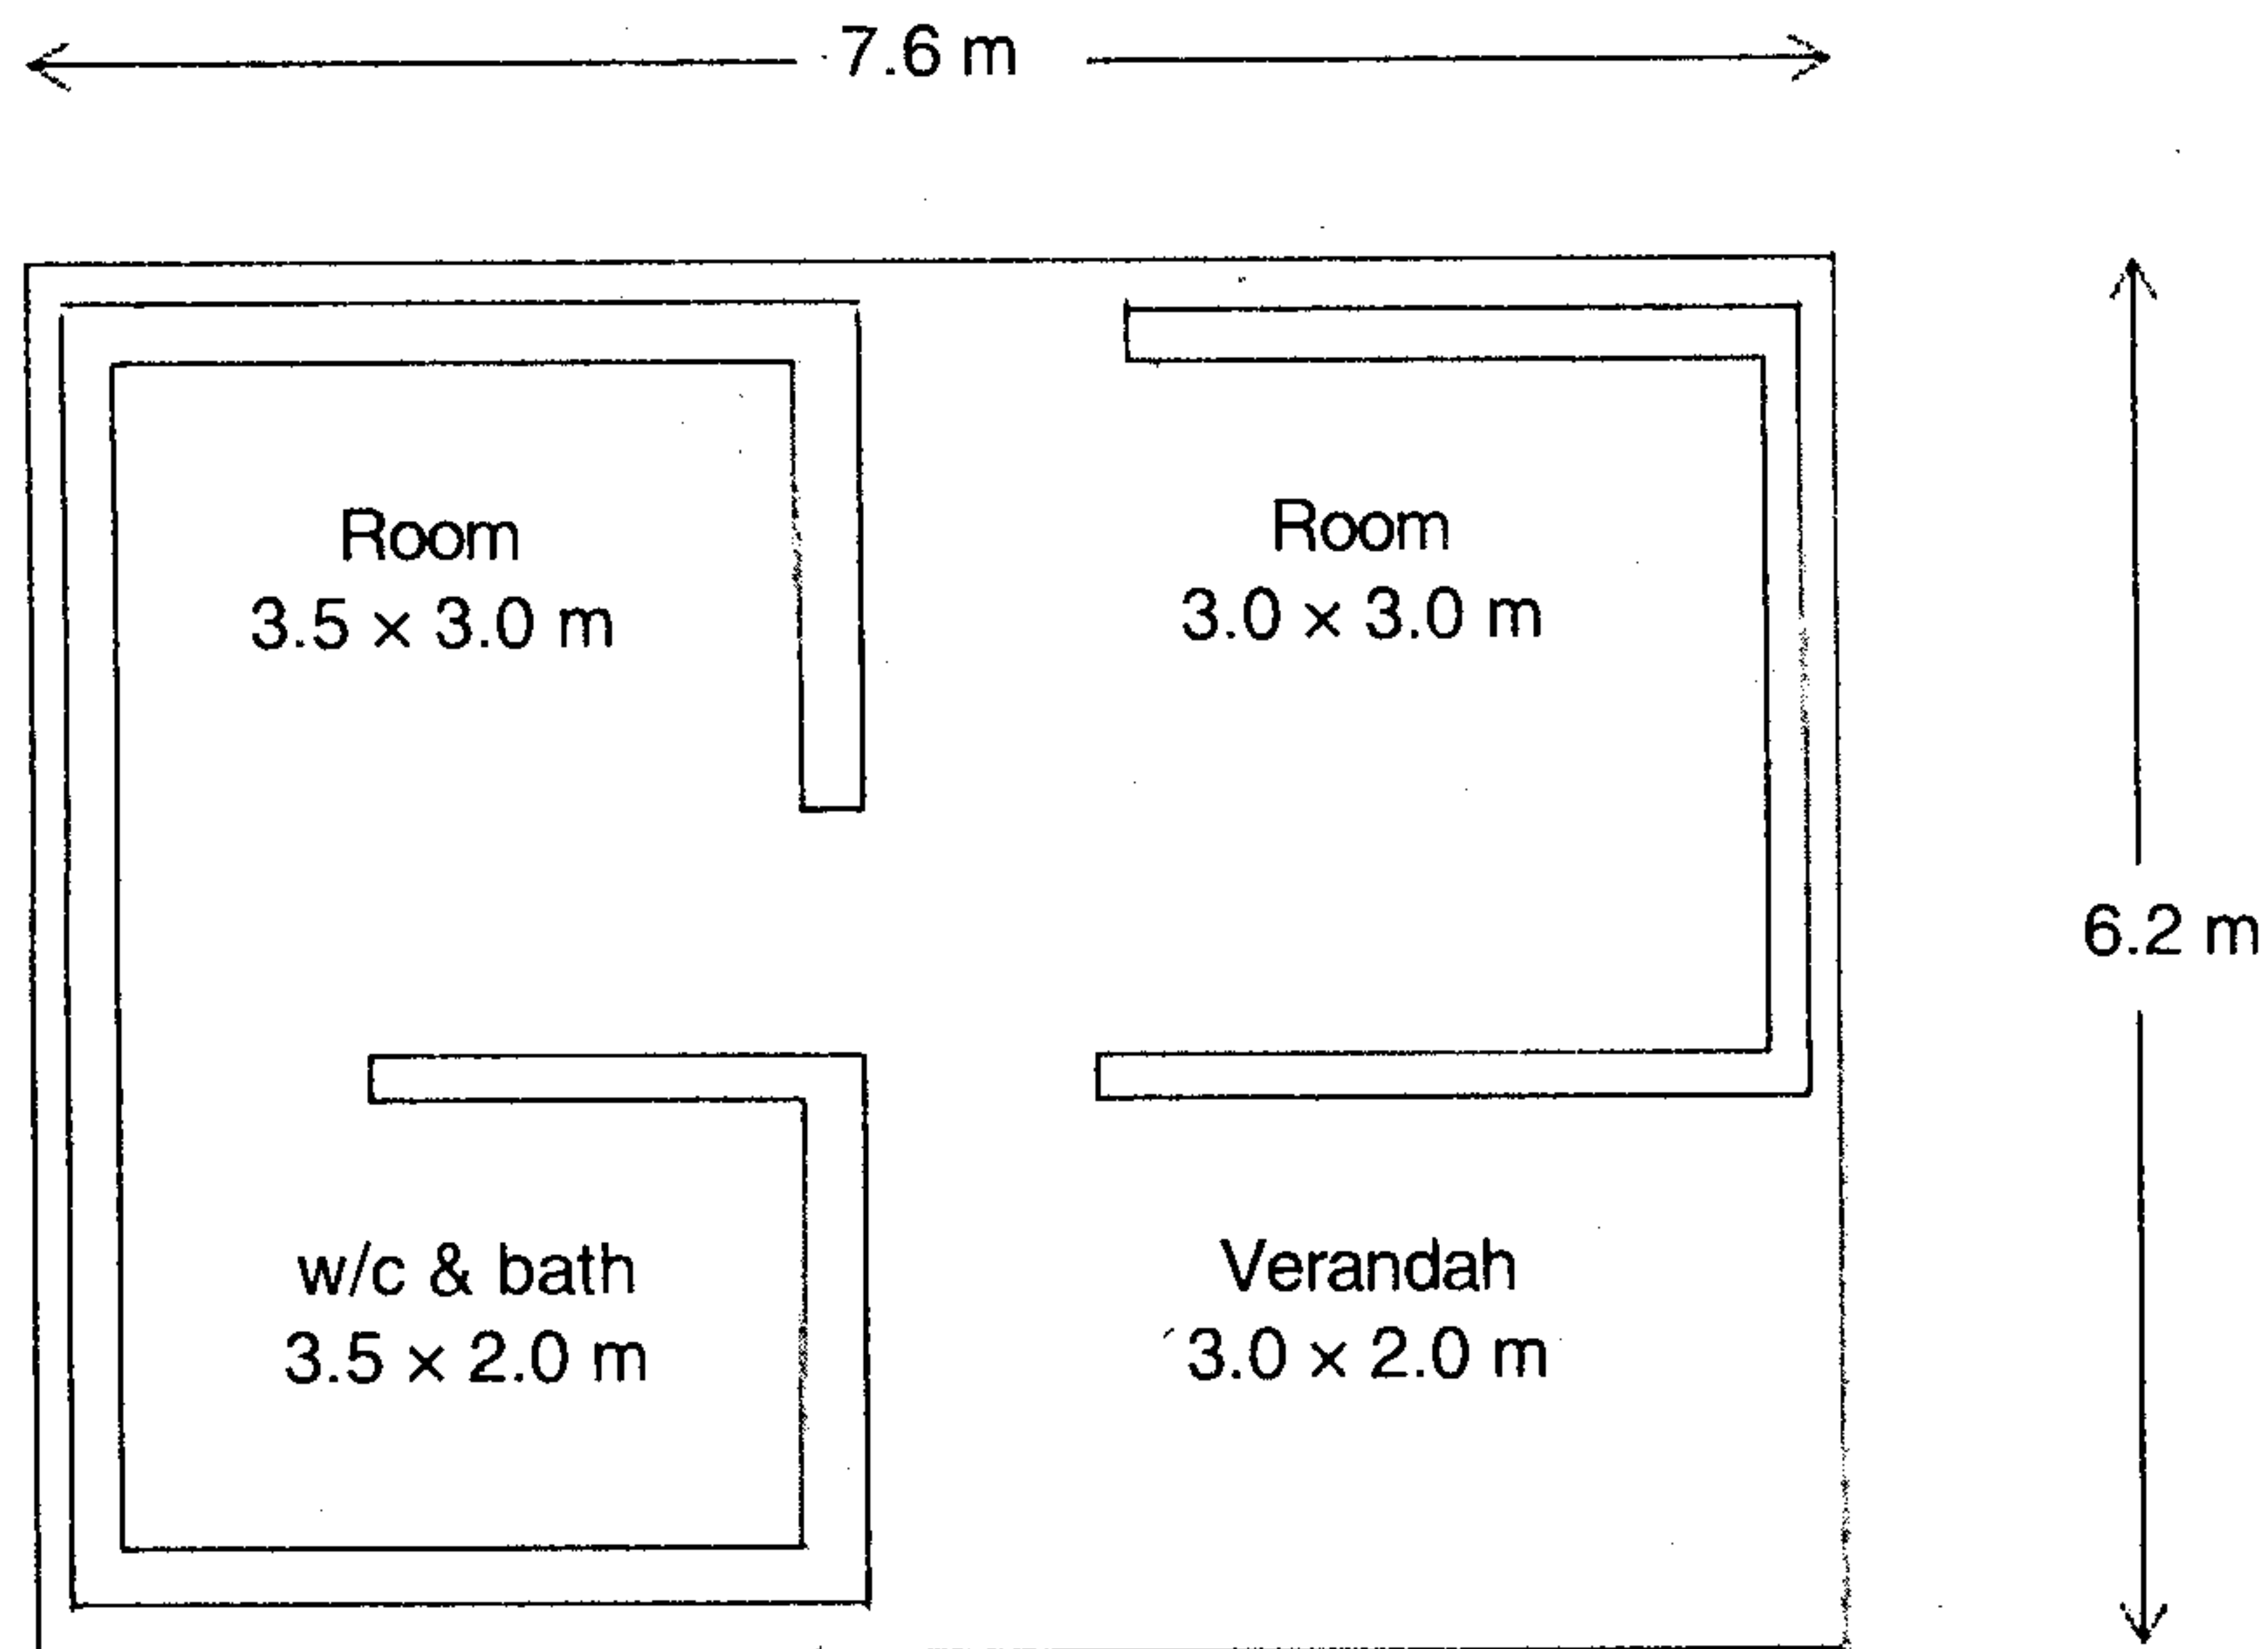 7.6 m
Room
3.5 × 3.0 m
Room
3.0 × 3.0 m
6.2 m
w/c & bath
3.5 × 2.0 m
Verandah
3.0 × 2.0 m